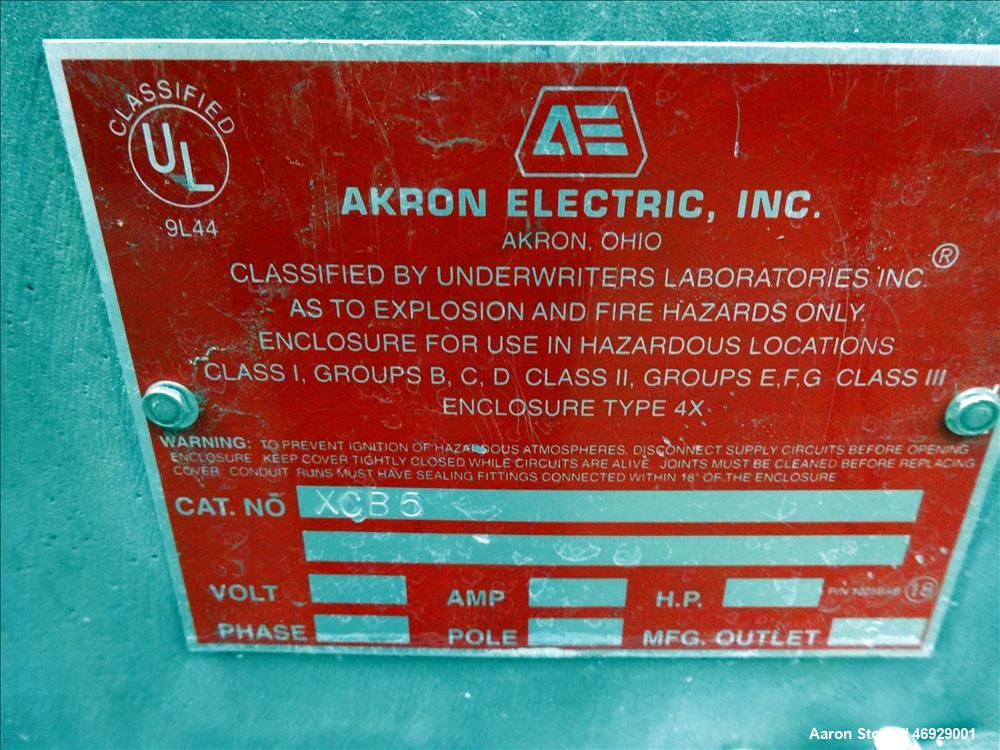 CLASSIFIED
UL
9L44
AE
AKRON ELECTRIC, INC.
AKRON, OHIO
CLASSIFIED BY UNDERWRITERS LABORATORIES INC. ®
AS TO EXPLOSION AND FIRE HAZARDS ONLY.
ENCLOSURE FOR USE IN HAZARDOUS LOCATIONS
CLASS I, GROUPS B, C, D CLASS II, GROUPS E,F,G CLASS III
ENCLOSURE TYPE 4X
WARNING: TO PREVENT IGNITION OF HAZARDOUS ATMOSPHERES, DISCONNECT SUPPLY CIRCUITS BEFORE OPENING
ENCLOSURE KEEP COVER TIGHTLY CLOSED WHILE CIRCUITS ARE ALIVE. JOINTS MUST BE CLEANED BEFORE REPLACING
COVER CONDUIT RUNS MUST HAVE SEALING FITTINGS CONNECTED WITHIN 18" OF THE ENCLOSURE
CAT. NO XCB5
VOLT AMP H.P. P/N 18
PHASE POLE MFG. OUTLET
Aaron 46929001